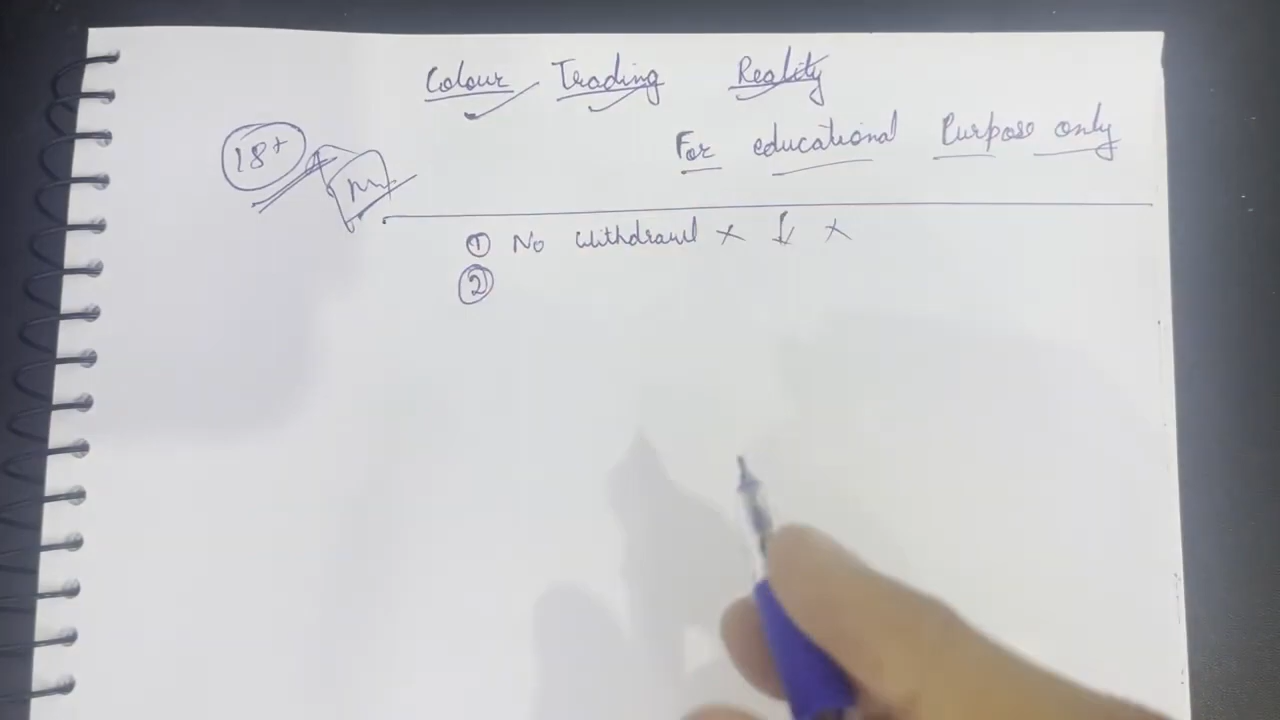 Colour Trading Reality
For educational Purpose only
18+
① No Withdrawl × ↓ ×
②